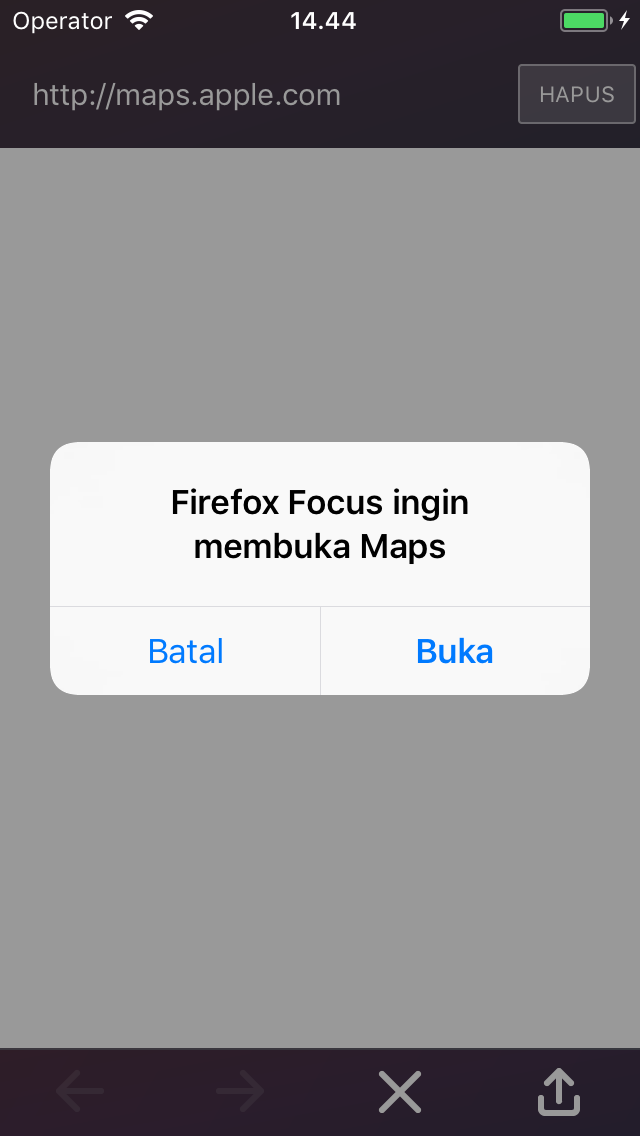 Operator 14.44
http://maps.apple.com HAPUS
Firefox Focus ingin
membuka Maps
Batal Buka